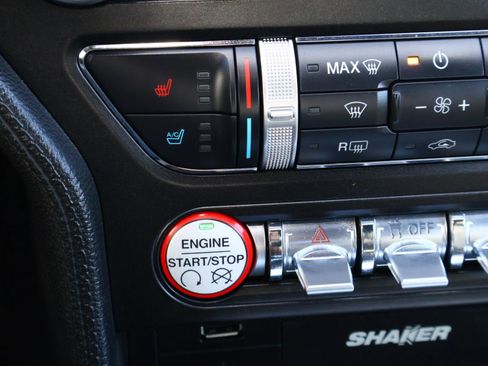 MAX
A/C
R
- +
ENGINE
START/STOP
OFF
SHAKER